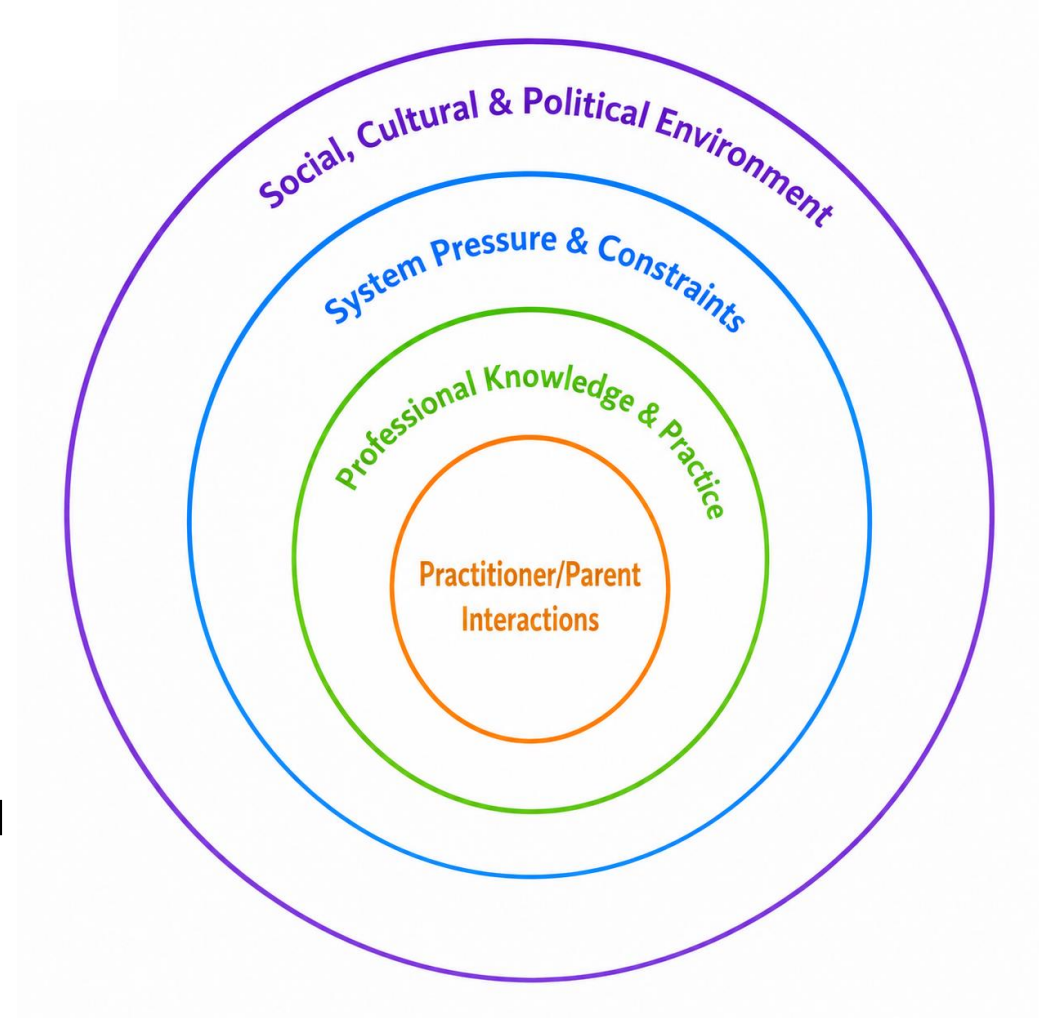 Social, Cultural & Political Environment
System Pressure & Constraints
Professional Knowledge & Practice
Practitioner/Parent
Interactions